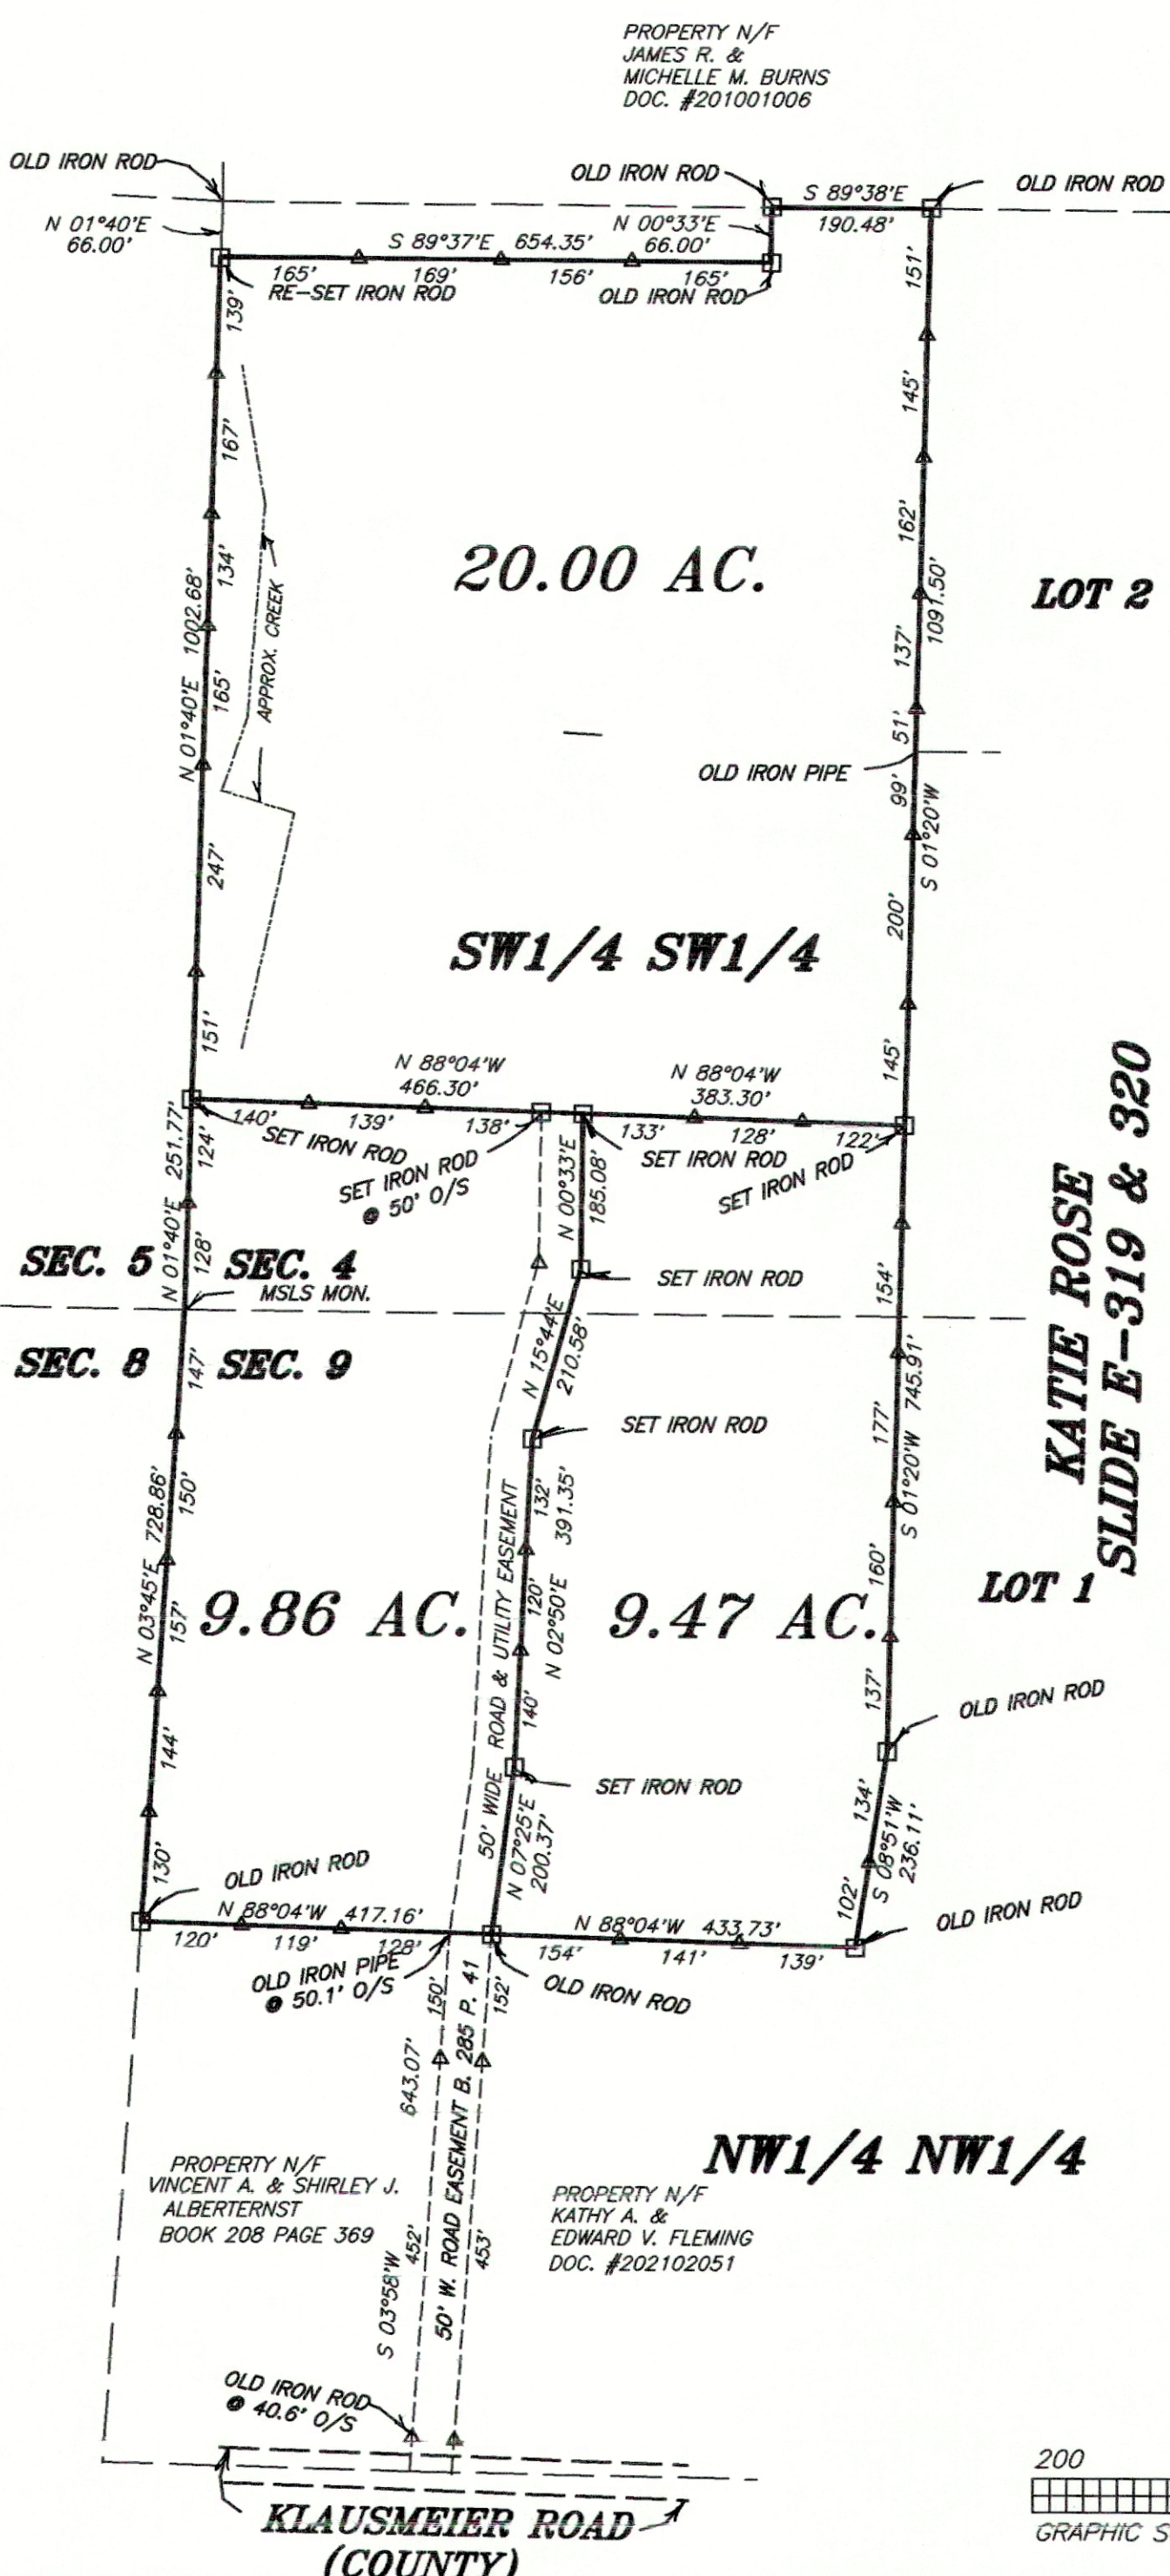 PROPERTY N/F
JAMES R. &
MICHELLE M. BURNS
DOC. #201001006
OLD IRON ROD
OLD IRON ROD
OLD IRON ROD
S 89°38'E
190.48'
N 01°40'E
66.00'
N 00°33'E
66.00'
S 89°37'E 654.35'
165'
169'
156'
165'
RE-SET IRON ROD
OLD IRON ROD
139'
151'
167'
145'
134'
162'
20.00 AC.
LOT 2
N 01°40'E 1002.68'
APPROX. CREEK
165'
137'
1091.50'
51'
OLD IRON PIPE
99'
S 01°20'W
247'
200'
SW1/4 SW1/4
151'
145'
N 88°04'W
466.30'
N 88°04'W
383.30'
140'
139'
138'
133'
128'
122'
SET IRON ROD
SET IRON ROD
@ 50' O/S
SET IRON ROD
SET IRON ROD
N 01°40'E 251.77'
124'
128'
N 00°33'E
185.08'
KATIE ROSE
SLIDE E-319 & 320
SEC. 5
SEC. 4
MSLS MON.
SET IRON ROD
154'
SEC. 8
SEC. 9
147'
N 15°44'E
210.58'
S 01°20'W 745.91'
177'
SET IRON ROD
150'
132'
391.35'
N 03°45'E 728.86'
157'
50' WIDE ROAD & UTILITY EASEMENT
120'
N 02°50'E
160'
LOT 1
9.86 AC.
9.47 AC.
144'
140'
137'
OLD IRON ROD
SET IRON ROD
134'
S 08°51'W
236.11'
130'
N 07°25'E
200.37'
102'
OLD IRON ROD
OLD IRON ROD
N 88°04'W 417.16'
N 88°04'W 433.73'
120'
119'
128'
154'
141'
139'
OLD IRON PIPE
@ 50.1' O/S
OLD IRON ROD
150'
152'
643.07'
50' W. ROAD EASEMENT B. 285 P. 41
NW1/4 NW1/4
PROPERTY N/F
VINCENT A. & SHIRLEY J.
ALBERTERNST
BOOK 208 PAGE 369
PROPERTY N/F
KATHY A. &
EDWARD V. FLEMING
DOC. #202102051
S 03°58'W
452'
453'
OLD IRON ROD
@ 40.6' O/S
KLAUSMEIER ROAD
(COUNTY)
200
GRAPHIC S